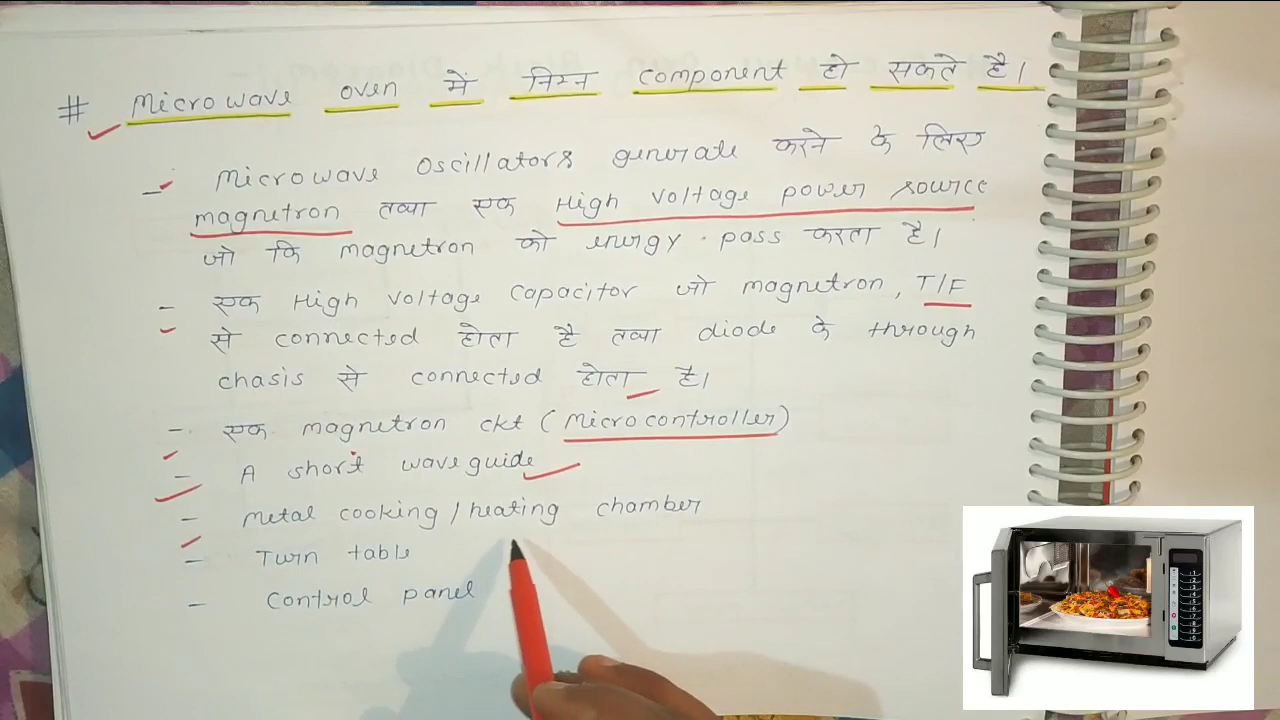 # Microwave oven में निम्न component हो सकते है।
- Microwave Oscillators generate करने के लिए
magnetron तथा एक High voltage power source
जो कि magnetron को energy pass करता है।
- एक High voltage capacitor जो magnetron, T/F
से connected होता है तथा diode के through
chasis से connected होता है।
- एक magnetron ckt (Microcontroller)
- A short waveguide
- Metal cooking/heating chamber
- Turn table
- Control panel